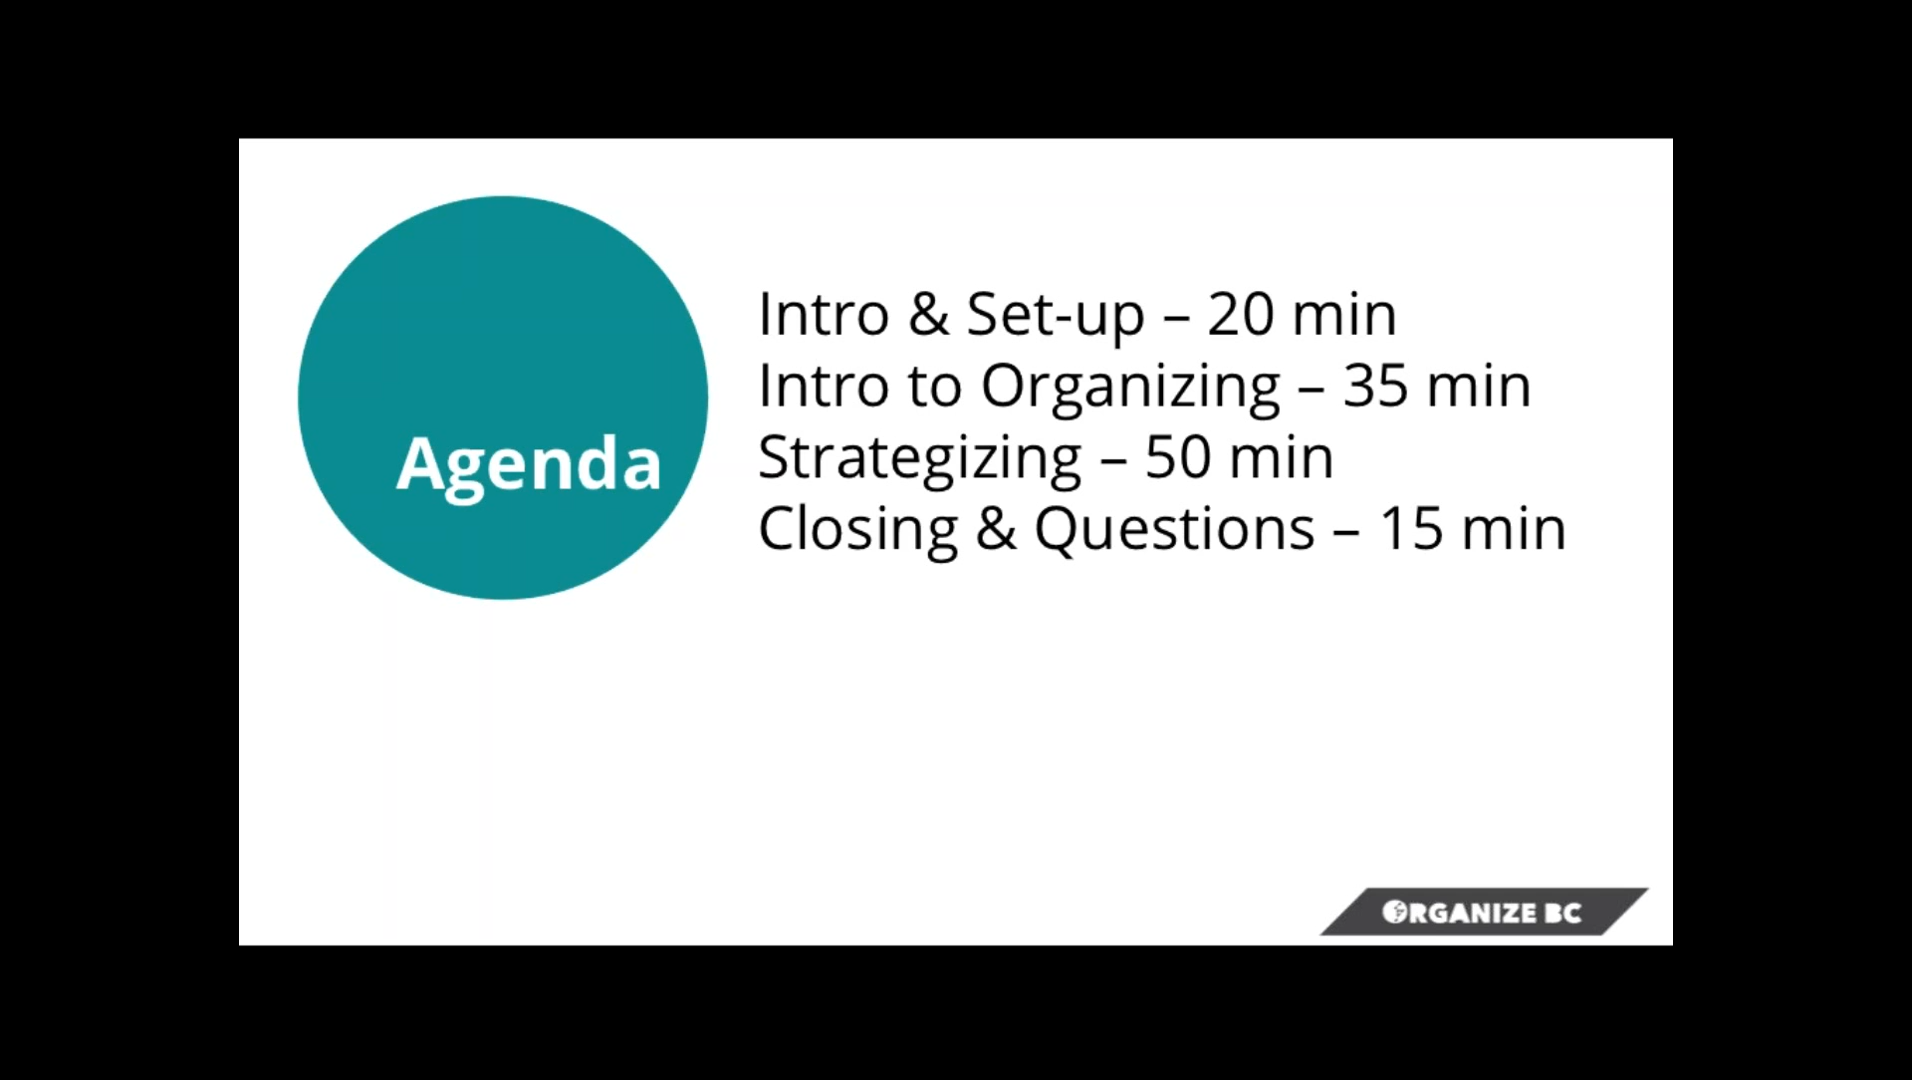 Agenda
Intro & Set-up – 20 min
Intro to Organizing – 35 min
Strategizing – 50 min
Closing & Questions – 15 min
ORGANIZE BC